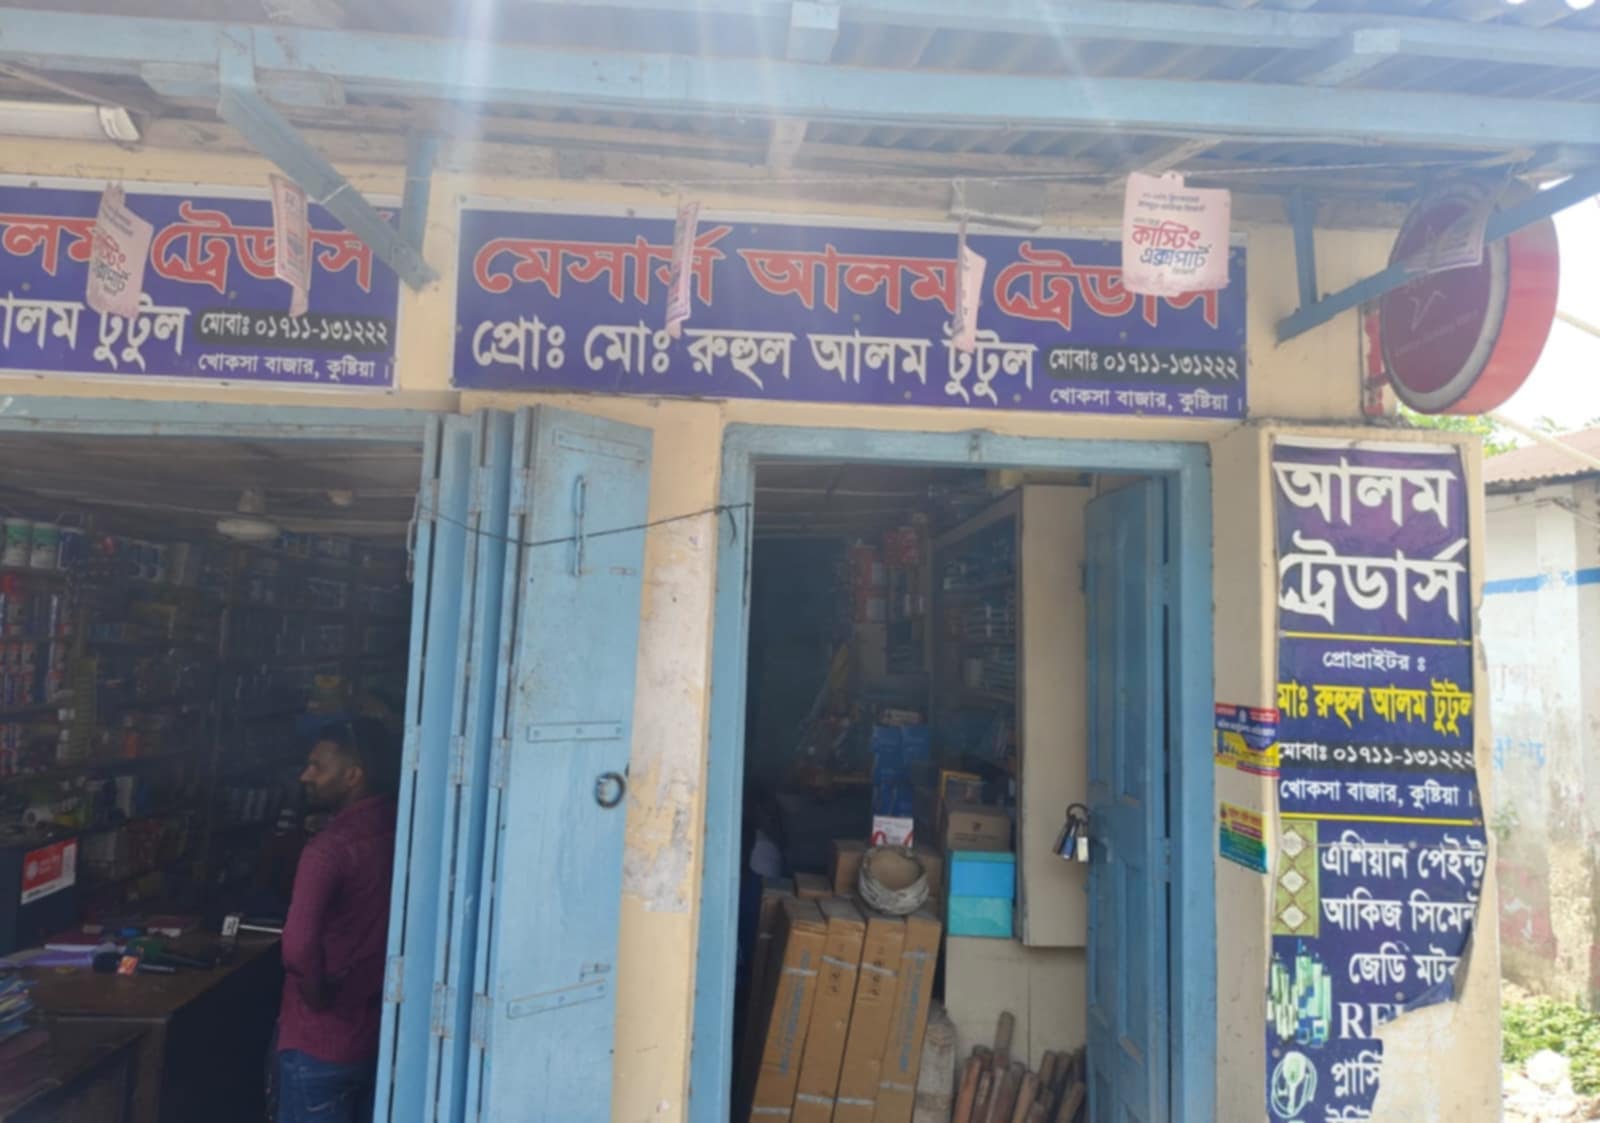 লম ট্রেডার্স
আলম টুটুল মোবাঃ ০১৭১১-১৩১২২২
খোকসা বাজার, কুষ্টিয়া।
মেসার্স আলম ট্রেডার্স
প্রোঃ মোঃ রুহুল আলম টুটুল মোবাঃ ০১৭১১-১৩১২২২
খোকসা বাজার, কুষ্টিয়া।
কাস্টিং
এক্সপার্ট
আলম
ট্রেডার্স
প্রোপ্রাইটর ঃ
মোঃ রুহুল আলম টুটুল
মোবাঃ ০১৭১১-১৩১২২২
খোকসা বাজার, কুষ্টিয়া।
এশিয়ান পেইন্ট
আকিজ সিমেন্ট
জেডি মটর